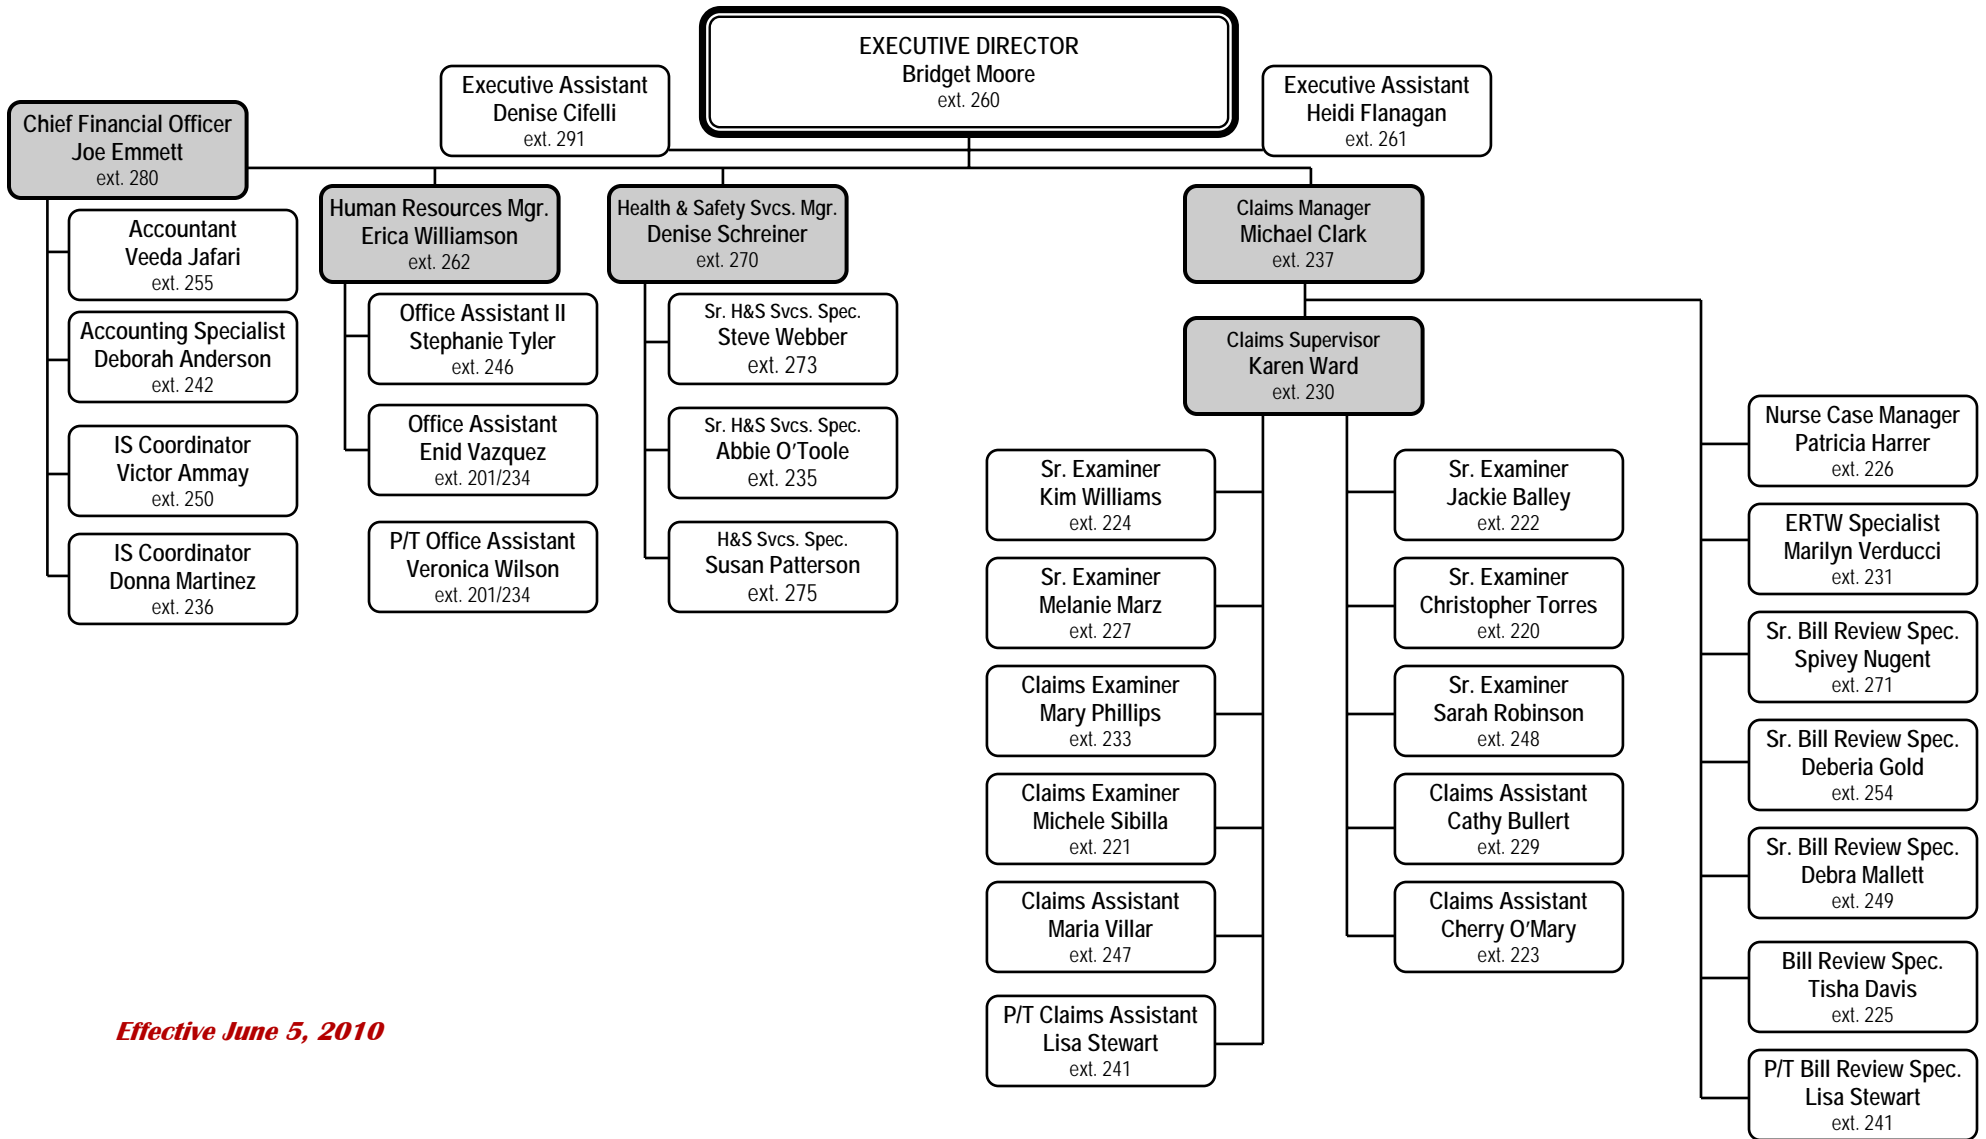 EXECUTIVE DIRECTOR
Bridget Moore
ext. 260
Executive Assistant
Denise Cifelli
ext. 291
Executive Assistant
Heidi Flanagan
ext. 261
Chief Financial Officer
Joe Emmett
ext. 280
Accountant
Veeda Jafari
ext. 255
Accounting Specialist
Deborah Anderson
ext. 242
IS Coordinator
Victor Ammay
ext. 250
IS Coordinator
Donna Martinez
ext. 236
Human Resources Mgr.
Erica Williamson
ext. 262
Office Assistant II
Stephanie Tyler
ext. 246
Office Assistant
Enid Vazquez
ext. 201/234
P/T Office Assistant
Veronica Wilson
ext. 201/234
Health & Safety Svcs. Mgr.
Denise Schreiner
ext. 270
Sr. H&S Svcs. Spec.
Steve Webber
ext. 273
Sr. H&S Svcs. Spec.
Abbie O'Toole
ext. 235
H&S Svcs. Spec.
Susan Patterson
ext. 275
Claims Manager
Michael Clark
ext. 237
Claims Supervisor
Karen Ward
ext. 230
Sr. Examiner
Kim Williams
ext. 224
Sr. Examiner
Melanie Marz
ext. 227
Claims Examiner
Mary Phillips
ext. 233
Claims Examiner
Michele Sibilla
ext. 221
Claims Assistant
Maria Villar
ext. 247
P/T Claims Assistant
Lisa Stewart
ext. 241
Sr. Examiner
Jackie Balley
ext. 222
Sr. Examiner
Christopher Torres
ext. 220
Sr. Examiner
Sarah Robinson
ext. 248
Claims Assistant
Cathy Bullert
ext. 229
Claims Assistant
Cherry O'Mary
ext. 223
Nurse Case Manager
Patricia Harrer
ext. 226
ERTW Specialist
Marilyn Verducci
ext. 231
Sr. Bill Review Spec.
Spivey Nugent
ext. 271
Sr. Bill Review Spec.
Deberia Gold
ext. 254
Sr. Bill Review Spec.
Debra Mallett
ext. 249
Bill Review Spec.
Tisha Davis
ext. 225
P/T Bill Review Spec.
Lisa Stewart
ext. 241
Effective June 5, 2010